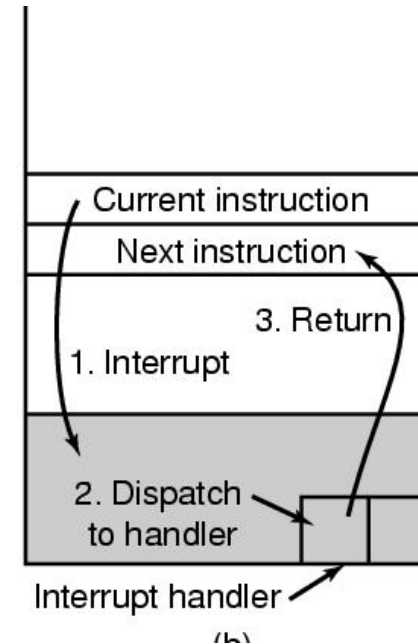 Current instruction
Next instruction
3. Return
1. Interrupt
2. Dispatch
to handler
Interrupt handler
(b)